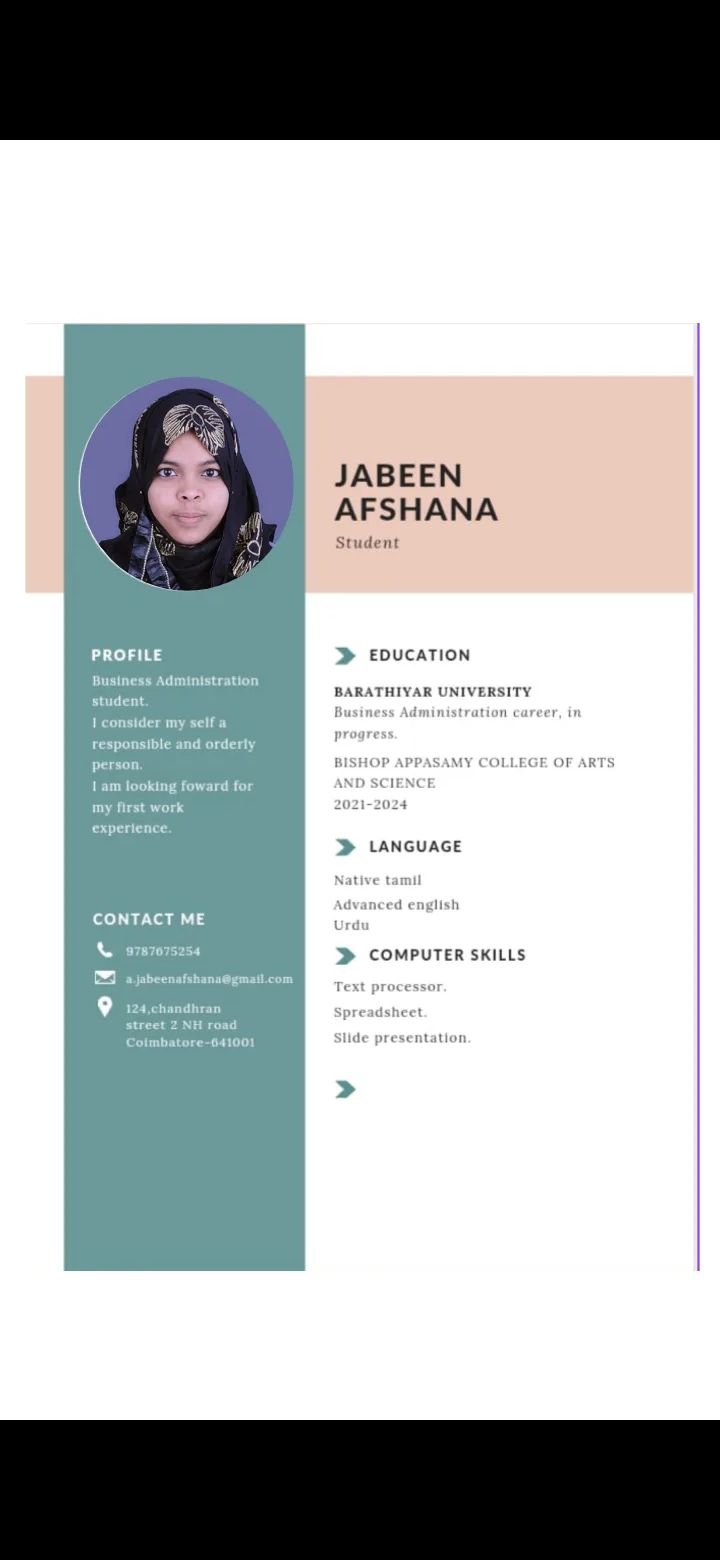 JABEEN
AFSHANA
Student
PROFILE
Business Administration
student.
I consider my self a
responsible and orderly
person.
I am looking foward for
my first work
experience.
CONTACT ME
9787675254
a.jabeenafshana@gmail.com
124,chandhran
street 2 NH road
Coimbatore-641001
EDUCATION
BARATHIYAR UNIVERSITY
Business Administration career, in
progress.
BISHOP APPASAMY COLLEGE OF ARTS
AND SCIENCE
2021-2024
LANGUAGE
Native tamil
Advanced english
Urdu
COMPUTER SKILLS
Text processor.
Spreadsheet.
Slide presentation.